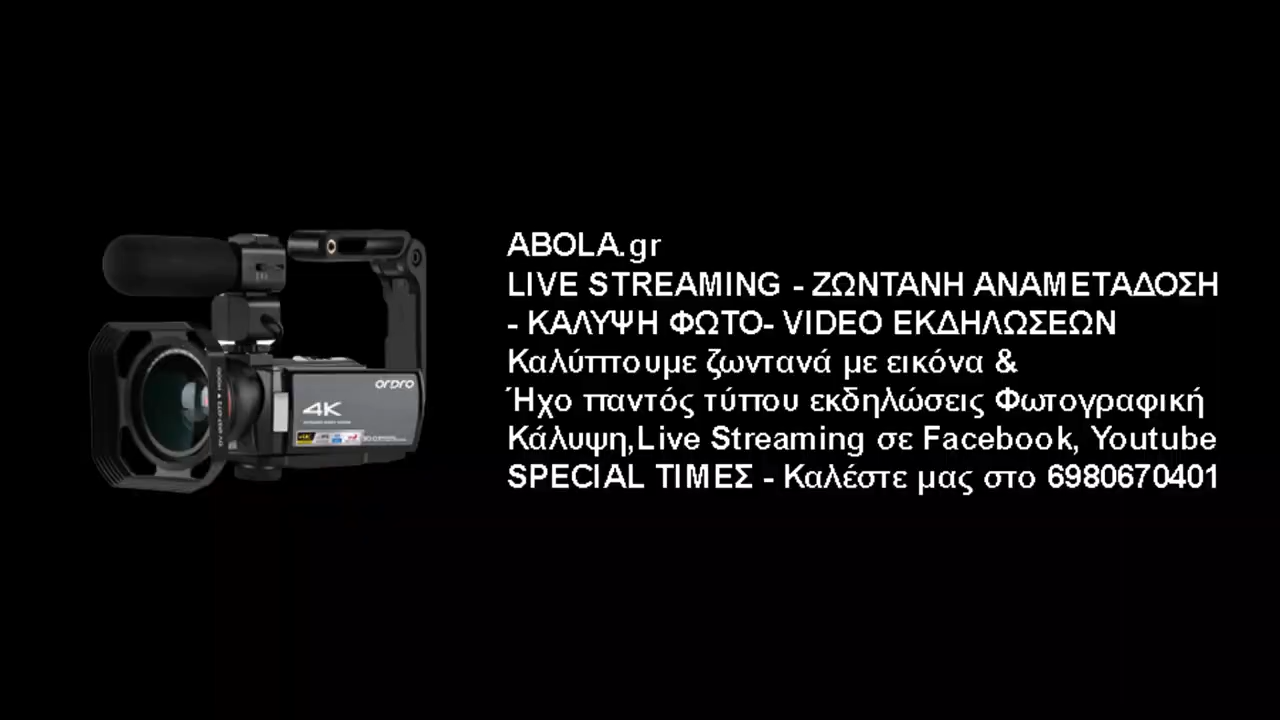 ABOLA.gr
LIVE STREAMING - ΖΩΝΤΑΝΗ ΑΝΑΜΕΤΑΔΟΣΗ
- ΚΑΛΥΨΗ ΦΩΤΟ- VIDEO ΕΚΔΗΛΩΣΕΩΝ
Καλύπτουμε ζωντανά με εικόνα &
Ήχο παντός τύπου εκδηλώσεις Φωτογραφική
Κάλυψη,Live Streaming σε Facebook, Youtube
SPECIAL ΤΙΜΕΣ - Καλέστε μας στο 6980670401
ordro
4K